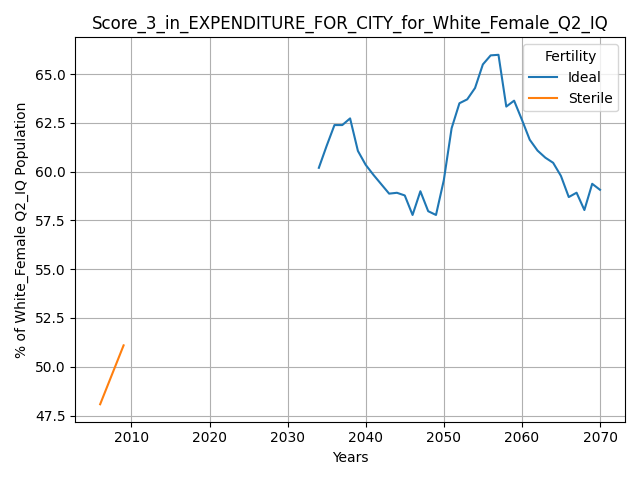 Score_3_in_EXPENDITURE_FOR_CITY_for_White_Female_Q2_IQ
Fertility
Ideal
Sterile
% of White_Female Q2_IQ Population
65.0
62.5
60.0
57.5
55.0
52.5
50.0
47.5
2010
2020
2030
2040
2050
2060
2070
Years